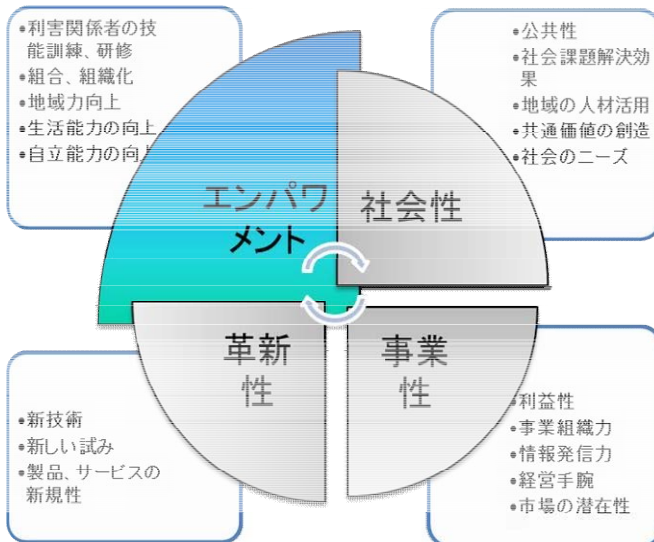 •利害関係者の技
能訓練、研修
•組合、組織化
•地域力向上
•生活能力の向上
•自立能力の向上
•公共性
•社会課題解決効
果
•地域の人材活用
•共通価値の創造
•社会のニーズ
エンパワ
メント
社会性
革新
性
事業
性
•新技術
•新しい試み
•製品、サービスの
新規性
•利益性
•事業組織力
•情報発信力
•経営手腕
•市場の潜在性